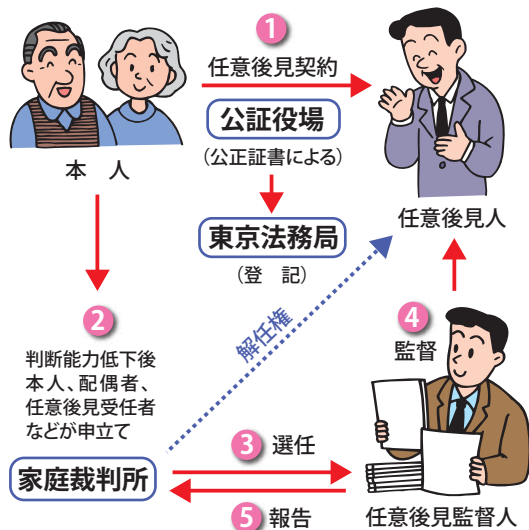 1
任意後見契約
公証役場
(公正証書による)
本 人
任意後見人
東京法務局
(登 記)
2
判断能力低下後
本人、配偶者、
任意後見受任者
などが申立て
解任権
4
監督
家庭裁判所
3 選任
5 報告
任意後見監督人